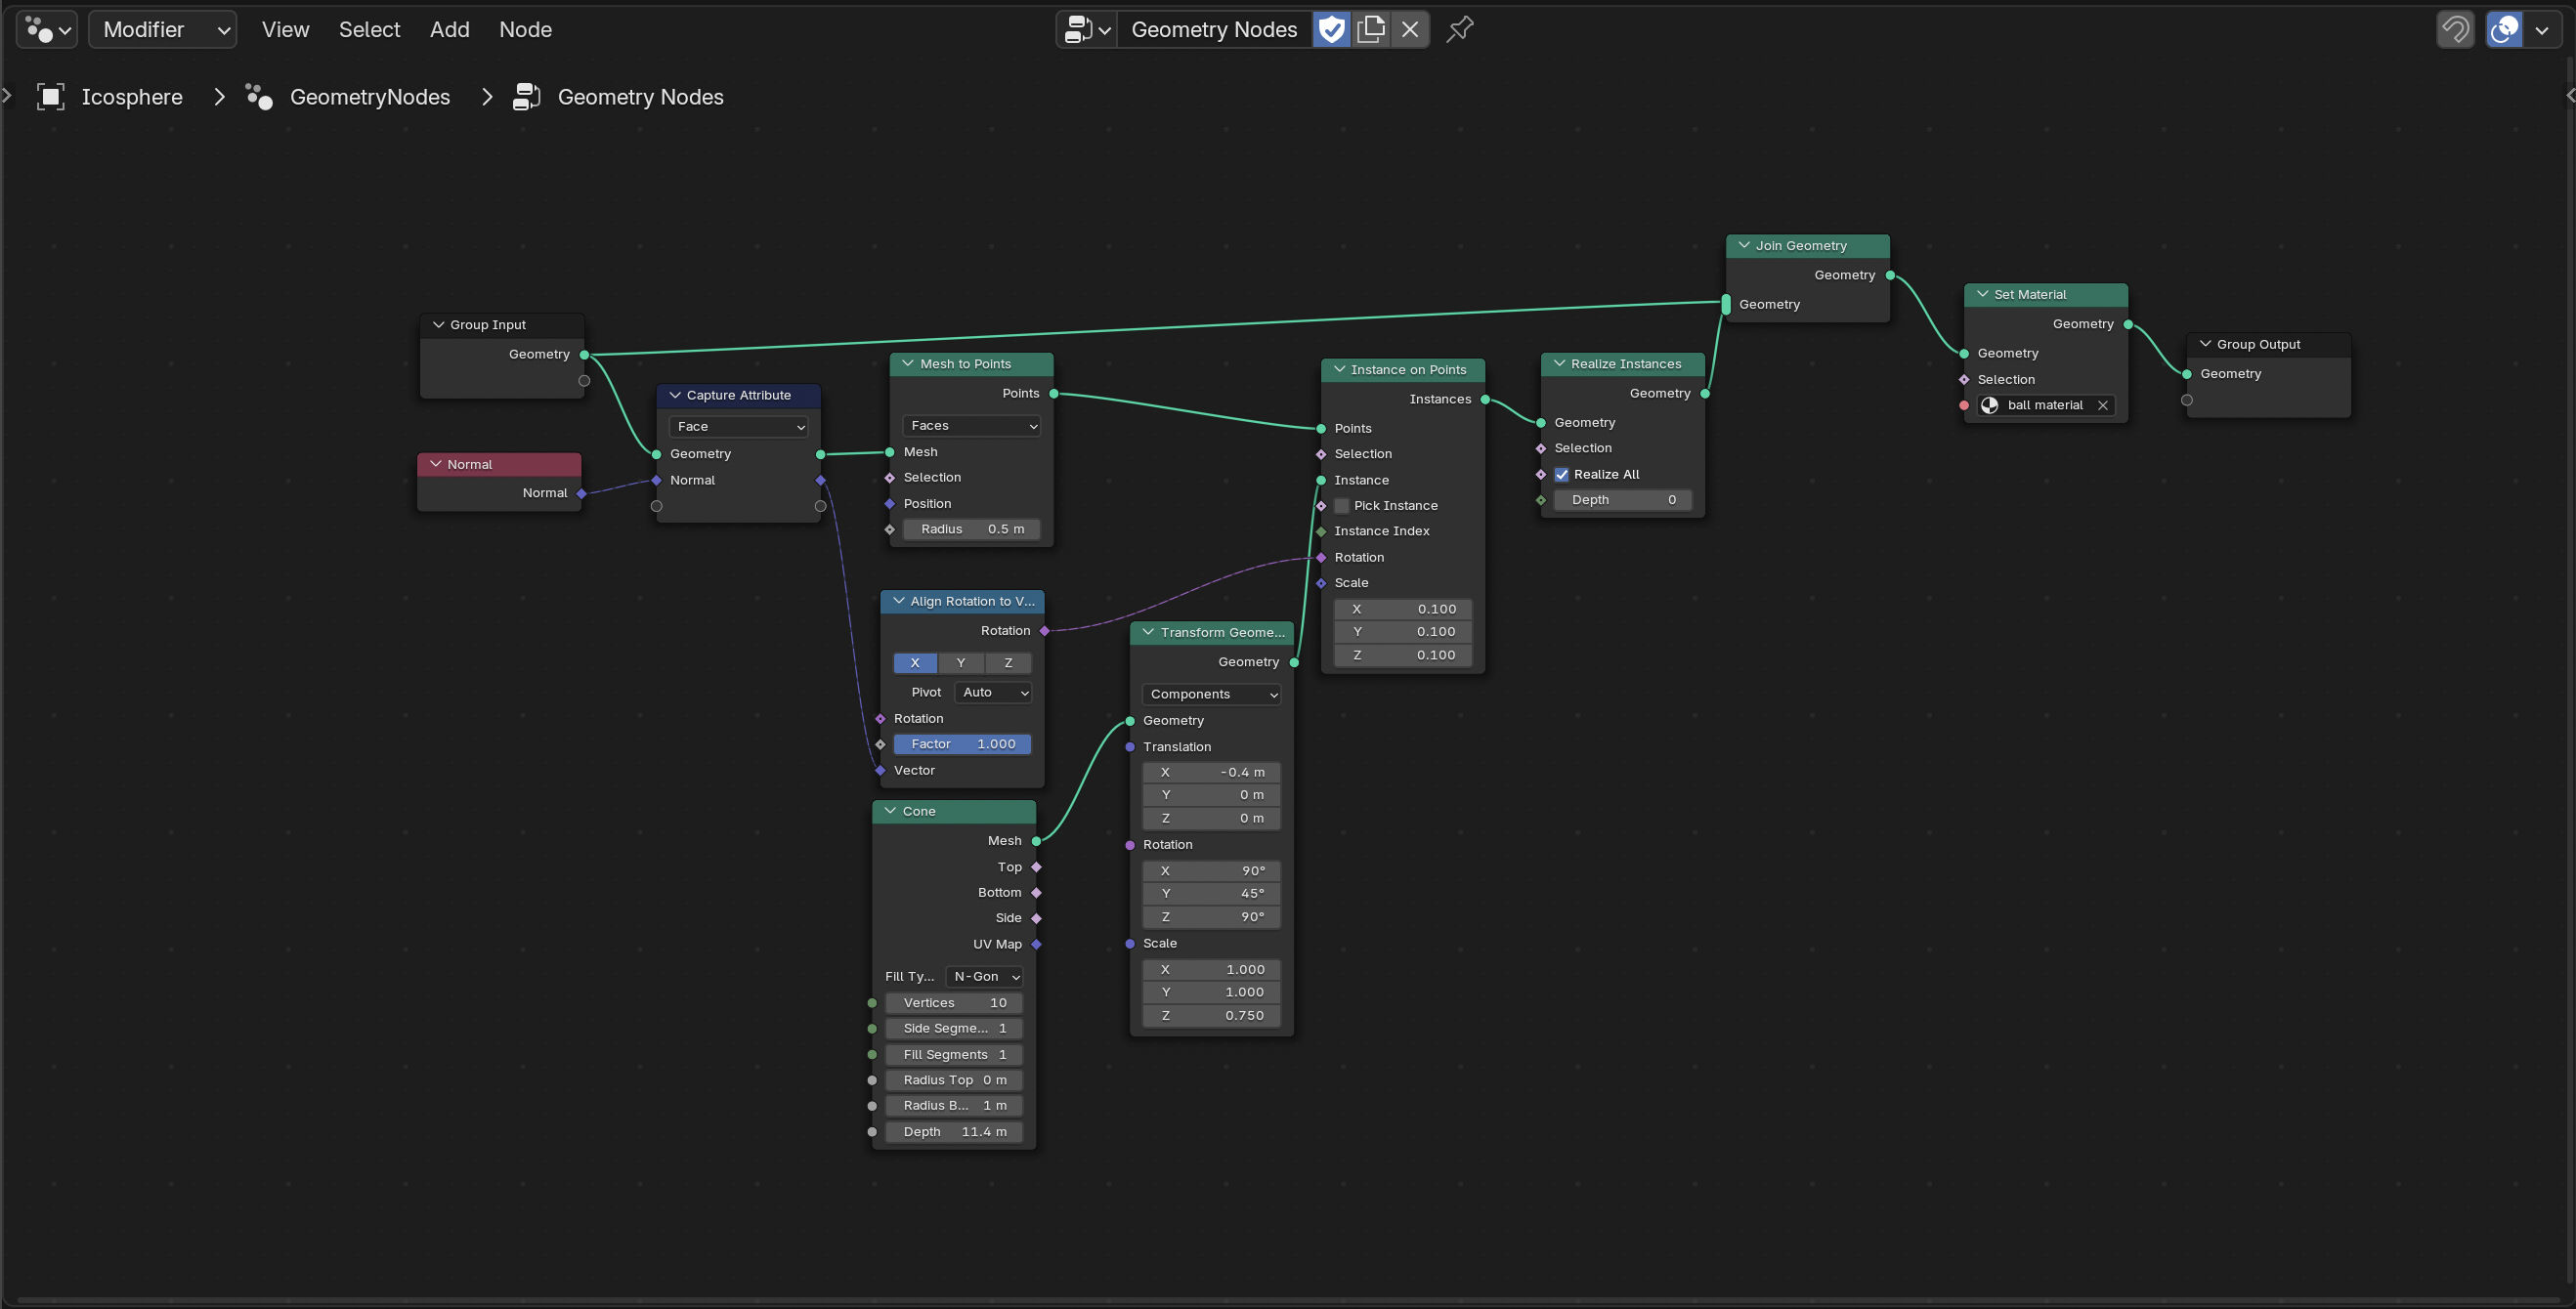 Modifier View Select Add Node Geometry Nodes
Icosphere GeometryNodes Geometry Nodes
Group Input
Geometry
Normal
Normal
Capture Attribute
Face
Geometry
Normal
Mesh to Points
Points
Faces
Mesh
Selection
Position
Radius 0.5 m
Align Rotation to V...
Rotation
X Y Z
Pivot Auto
Rotation
Factor 1.000
Vector
Cone
Mesh
Top
Bottom
Side
UV Map
Fill Ty... N-Gon
Vertices 10
Side Segme... 1
Fill Segments 1
Radius Top 0 m
Radius B... 1 m
Depth 11.4 m
Transform Geome...
Geometry
Components
Geometry
Translation
X -0.4 m
Y 0 m
Z 0 m
Rotation
X 90°
Y 45°
Z 90°
Scale
X 1.000
Y 1.000
Z 0.750
Instance on Points
Instances
Points
Selection
Instance
Pick Instance
Instance Index
Rotation
Scale
X 0.100
Y 0.100
Z 0.100
Realize Instances
Geometry
Geometry
Selection
Realize All
Depth 0
Join Geometry
Geometry
Geometry
Set Material
Geometry
Geometry
Selection
ball material
Group Output
Geometry